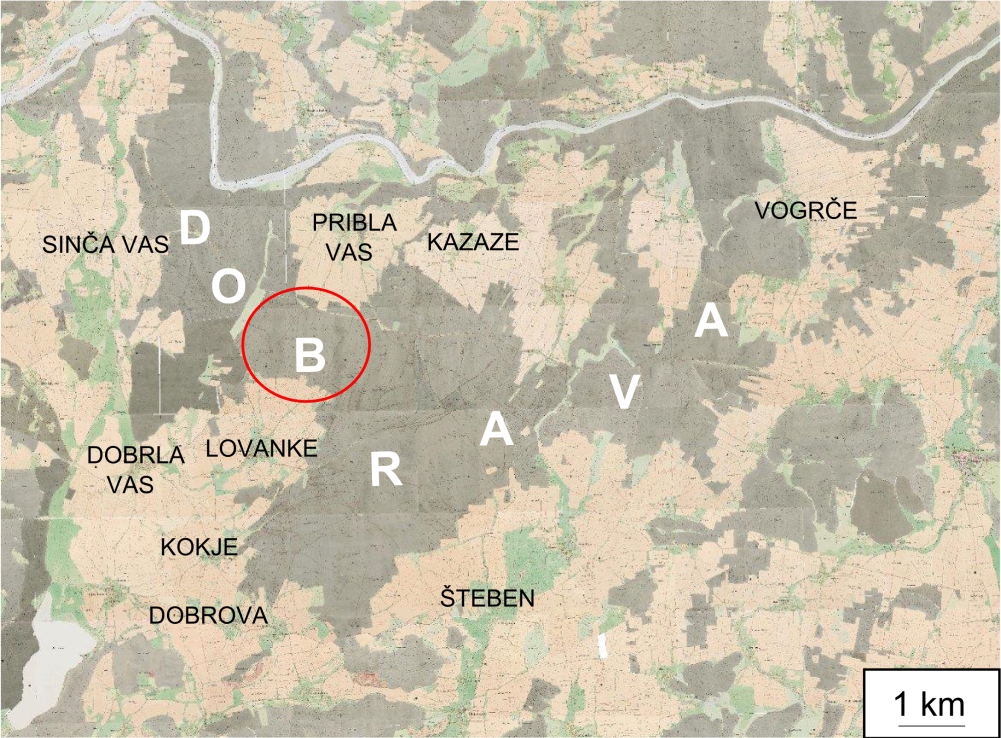 VOGRČE
PRIBLA
VAS
SINČA VAS
KAZAZE
D
O
B
R
A
V
A
LOVANKE
DOBRLA
VAS
KOKJE
DOBROVA
ŠTEBEN
1 km